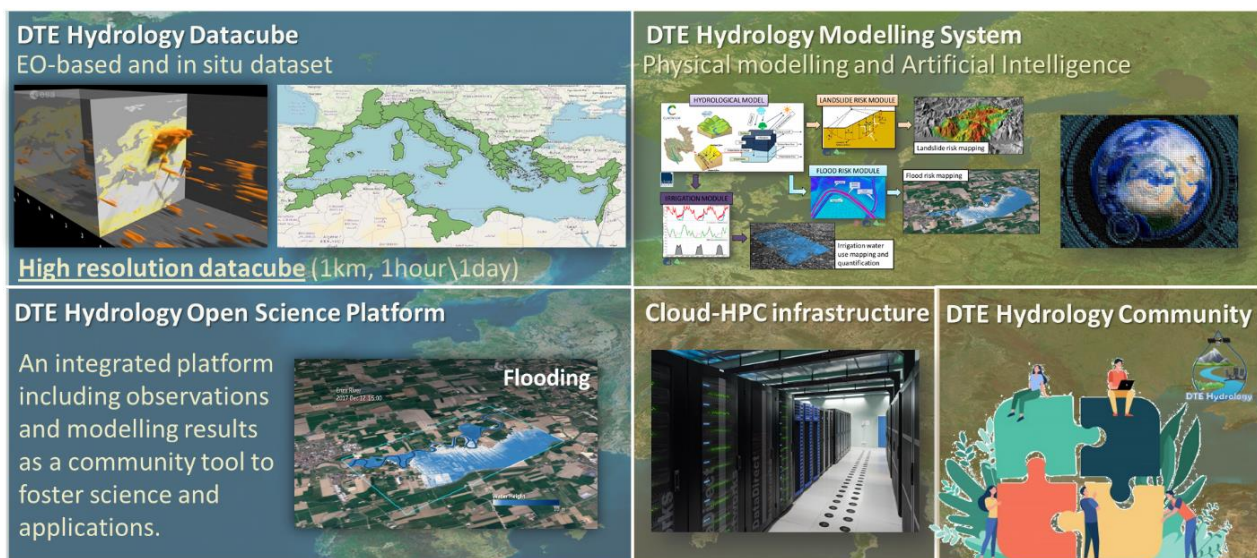 DTE Hydrology Datacube
EO-based and in situ dataset
esa
High resolution datacube (1km, 1hour\1day)
DTE Hydrology Modelling System
Physical modelling and Artificial Intelligence
HYDROLOGICAL MODEL
LANDSLIDE RISK MODULE
Landslide risk mapping
FLOOD RISK MODULE
Flood risk mapping
IRRIGATION MODULE
Irrigation water
use mapping and
quantification
DTE Hydrology Open Science Platform
An integrated platform
including observations
and modelling results
as a community tool to
foster science and
applications.
Flooding
Water Height
Cloud-HPC infrastructure
DataDirect
DTE Hydrology Community
DTE Hydrology